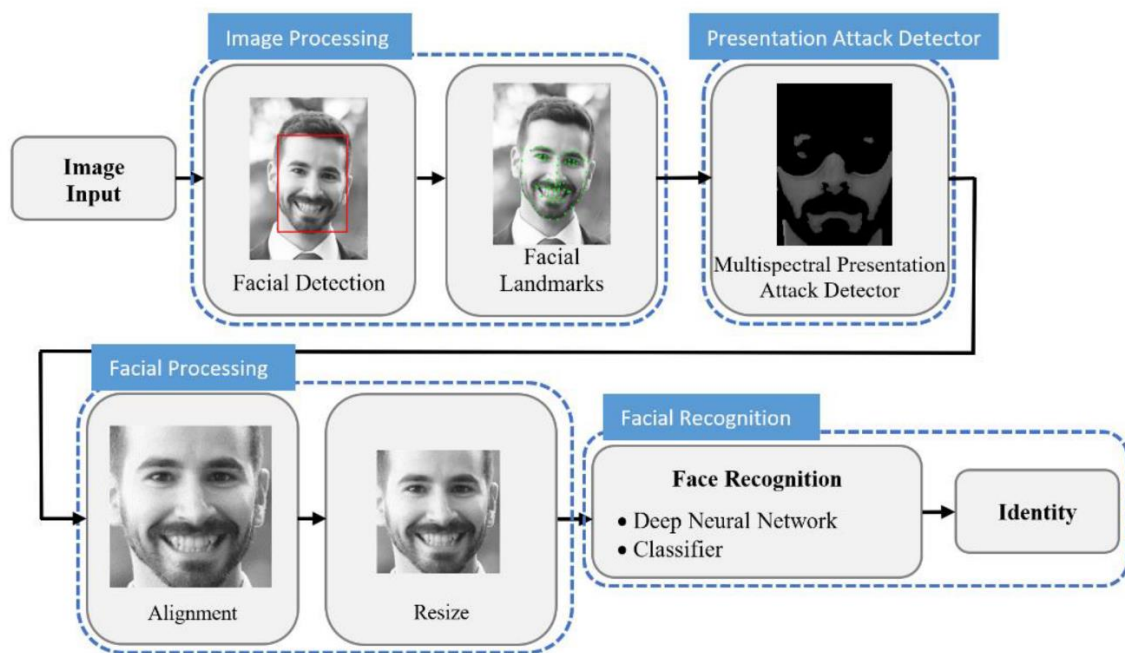 Image Processing
Presentation Attack Detector
Image
Input
Facial Detection
Facial
Landmarks
Multispectral Presentation
Attack Detector
Facial Processing
Facial Recognition
Alignment
Resize
Face Recognition
• Deep Neural Network
• Classifier
Identity